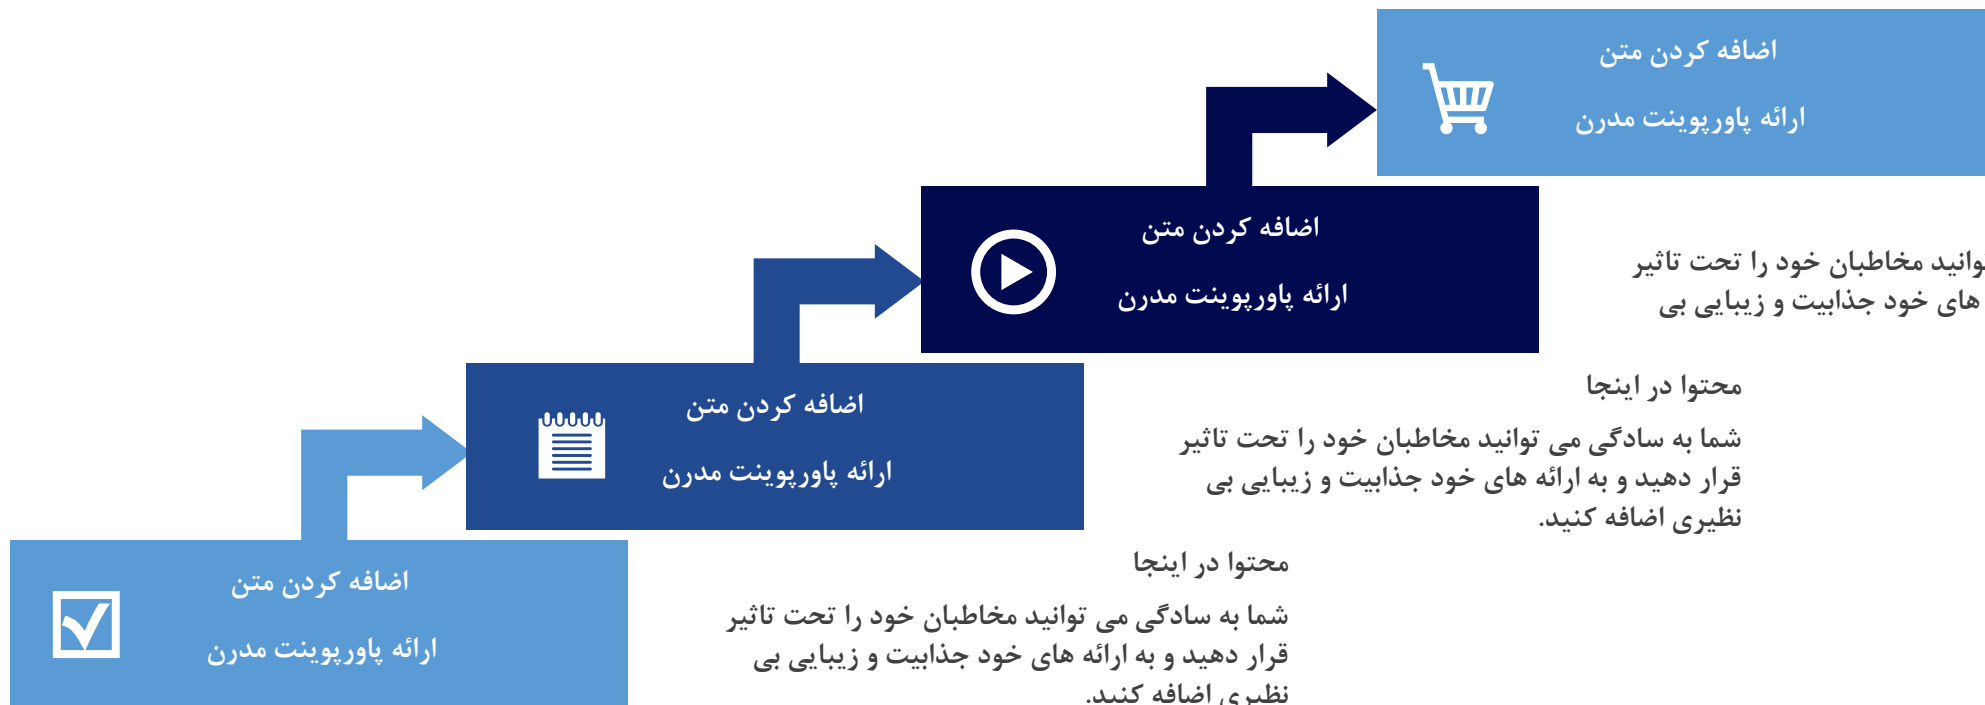 اضافه کردن متن
ارائه پاورپوینت مدرن
اضافه کردن متن
ارائه پاورپوینت مدرن
مخاطبان خود را تحت تاثیر
های خود جذابیت و زیبایی بی
اضافه کردن متن
ارائه پاورپوینت مدرن
محتوا در اینجا
شما به سادگی می توانید مخاطبان خود را تحت تاثیر
قرار دهید و به ارائه های خود جذابیت و زیبایی بی
نظیری اضافه کنید.
اضافه کردن متن
ارائه پاورپوینت مدرن
محتوا در اینجا
شما به سادگی می توانید مخاطبان خود را تحت تاثیر
قرار دهید و به ارائه های خود جذابیت و زیبایی بی
نظیری اضافه کنید.